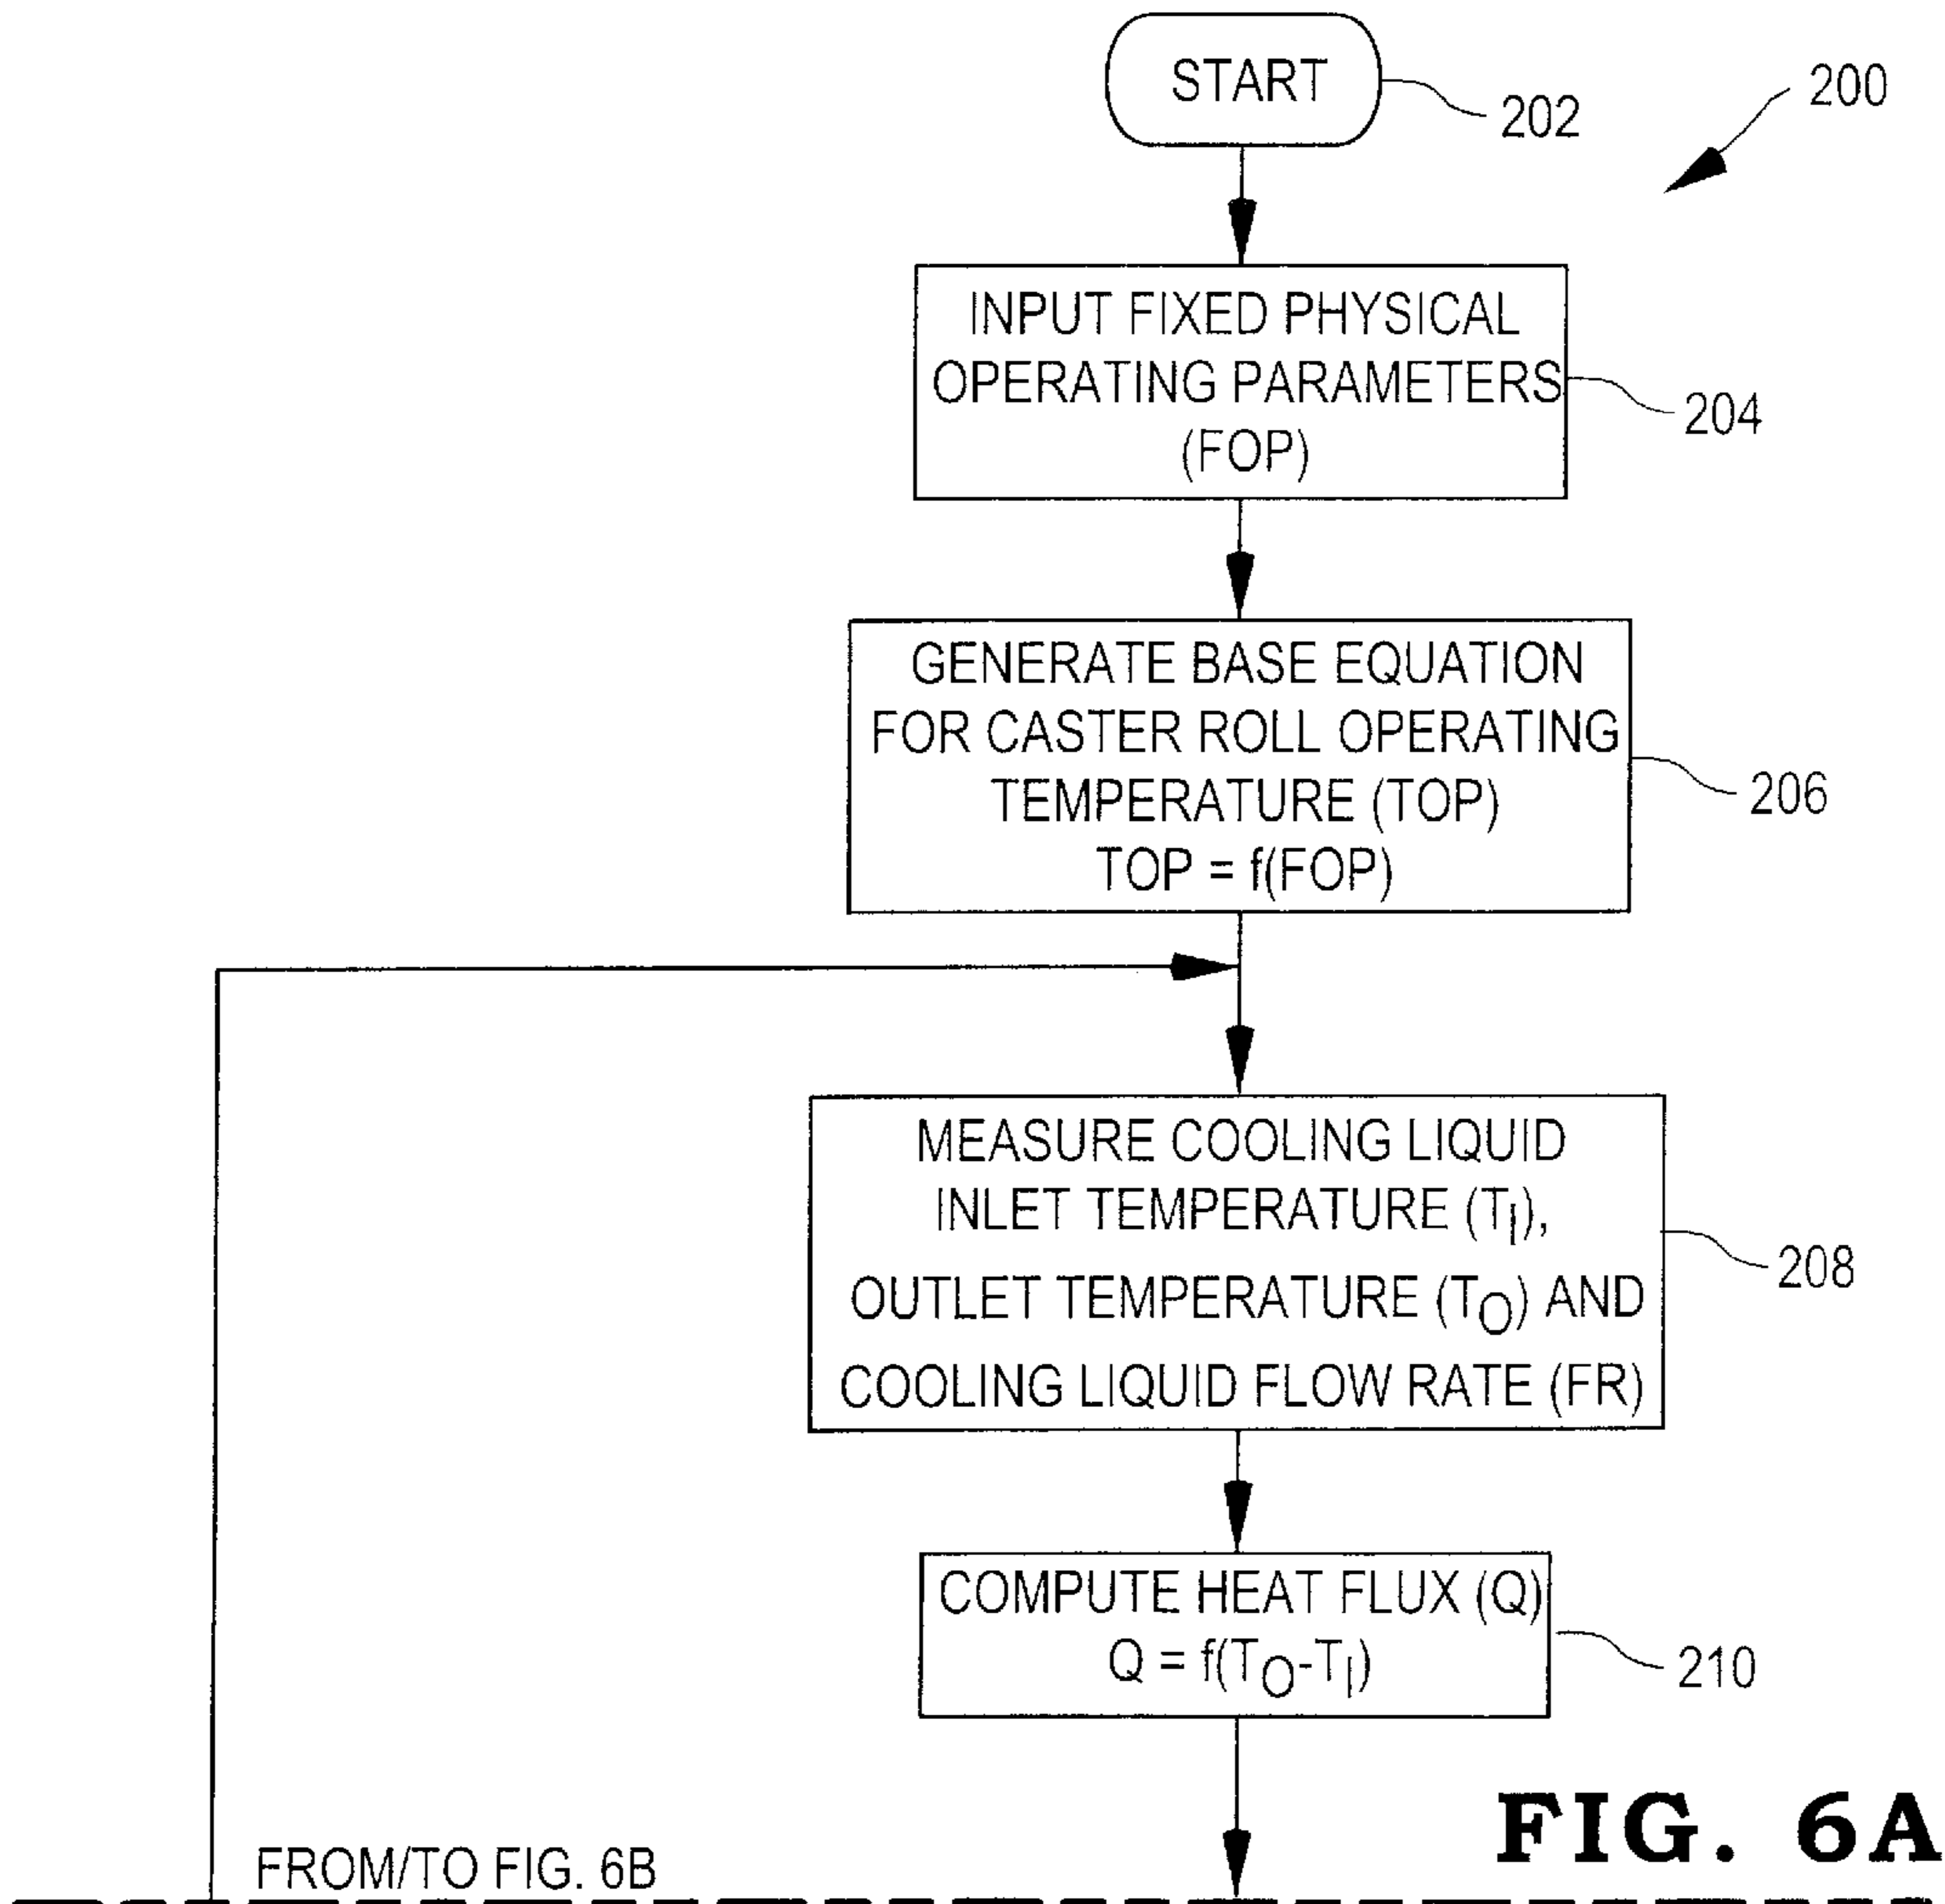 START
202
200
INPUT FIXED PHYSICAL
OPERATING PARAMETERS
(FOP)
204
GENERATE BASE EQUATION
FOR CASTER ROLL OPERATING
TEMPERATURE (TOP)
TOP = f(FOP)
206
MEASURE COOLING LIQUID
INLET TEMPERATURE (TI),
OUTLET TEMPERATURE (TO) AND
COOLING LIQUID FLOW RATE (FR)
208
COMPUTE HEAT FLUX (Q)
Q = f(TO-TI)
210
FROM/TO FIG. 6B
FIG. 6A